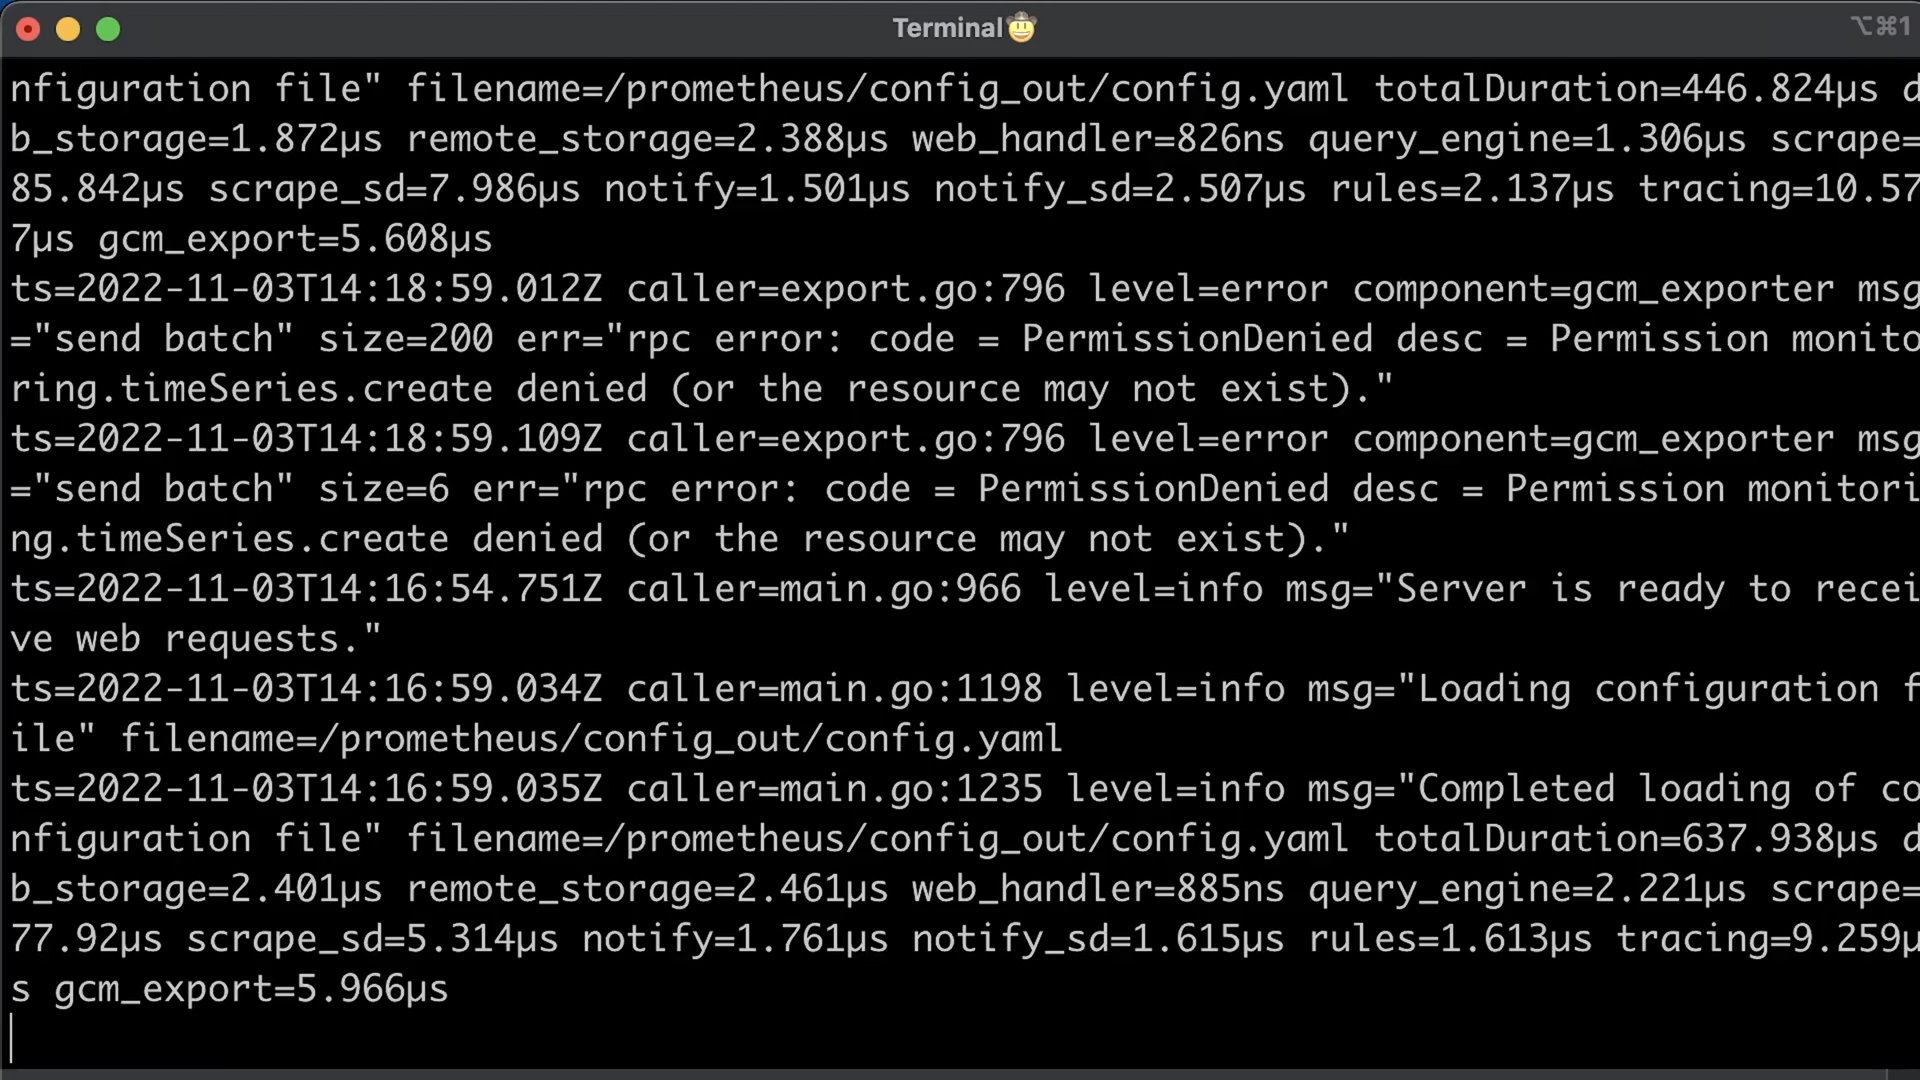 Terminal🤠
⌥⌘1
nfiguration file" filename=/prometheus/config_out/config.yaml totalDuration=446.824µs d
b_storage=1.872µs remote_storage=2.388µs web_handler=826ns query_engine=1.306µs scrape=
85.842µs scrape_sd=7.986µs notify=1.501µs notify_sd=2.507µs rules=2.137µs tracing=10.57
7µs gcm_export=5.608µs
ts=2022-11-03T14:18:59.012Z caller=export.go:796 level=error component=gcm_exporter msg
="send batch" size=200 err="rpc error: code = PermissionDenied desc = Permission monito
ring.timeSeries.create denied (or the resource may not exist)."
ts=2022-11-03T14:18:59.109Z caller=export.go:796 level=error component=gcm_exporter msg
="send batch" size=6 err="rpc error: code = PermissionDenied desc = Permission monitori
ng.timeSeries.create denied (or the resource may not exist)."
ts=2022-11-03T14:16:54.751Z caller=main.go:966 level=info msg="Server is ready to recei
ve web requests."
ts=2022-11-03T14:16:59.034Z caller=main.go:1198 level=info msg="Loading configuration f
ile" filename=/prometheus/config_out/config.yaml
ts=2022-11-03T14:16:59.035Z caller=main.go:1235 level=info msg="Completed loading of co
nfiguration file" filename=/prometheus/config_out/config.yaml totalDuration=637.938µs d
b_storage=2.401µs remote_storage=2.461µs web_handler=885ns query_engine=2.221µs scrape=
77.92µs scrape_sd=5.314µs notify=1.761µs notify_sd=1.615µs rules=1.613µs tracing=9.259µ
s gcm_export=5.966µs